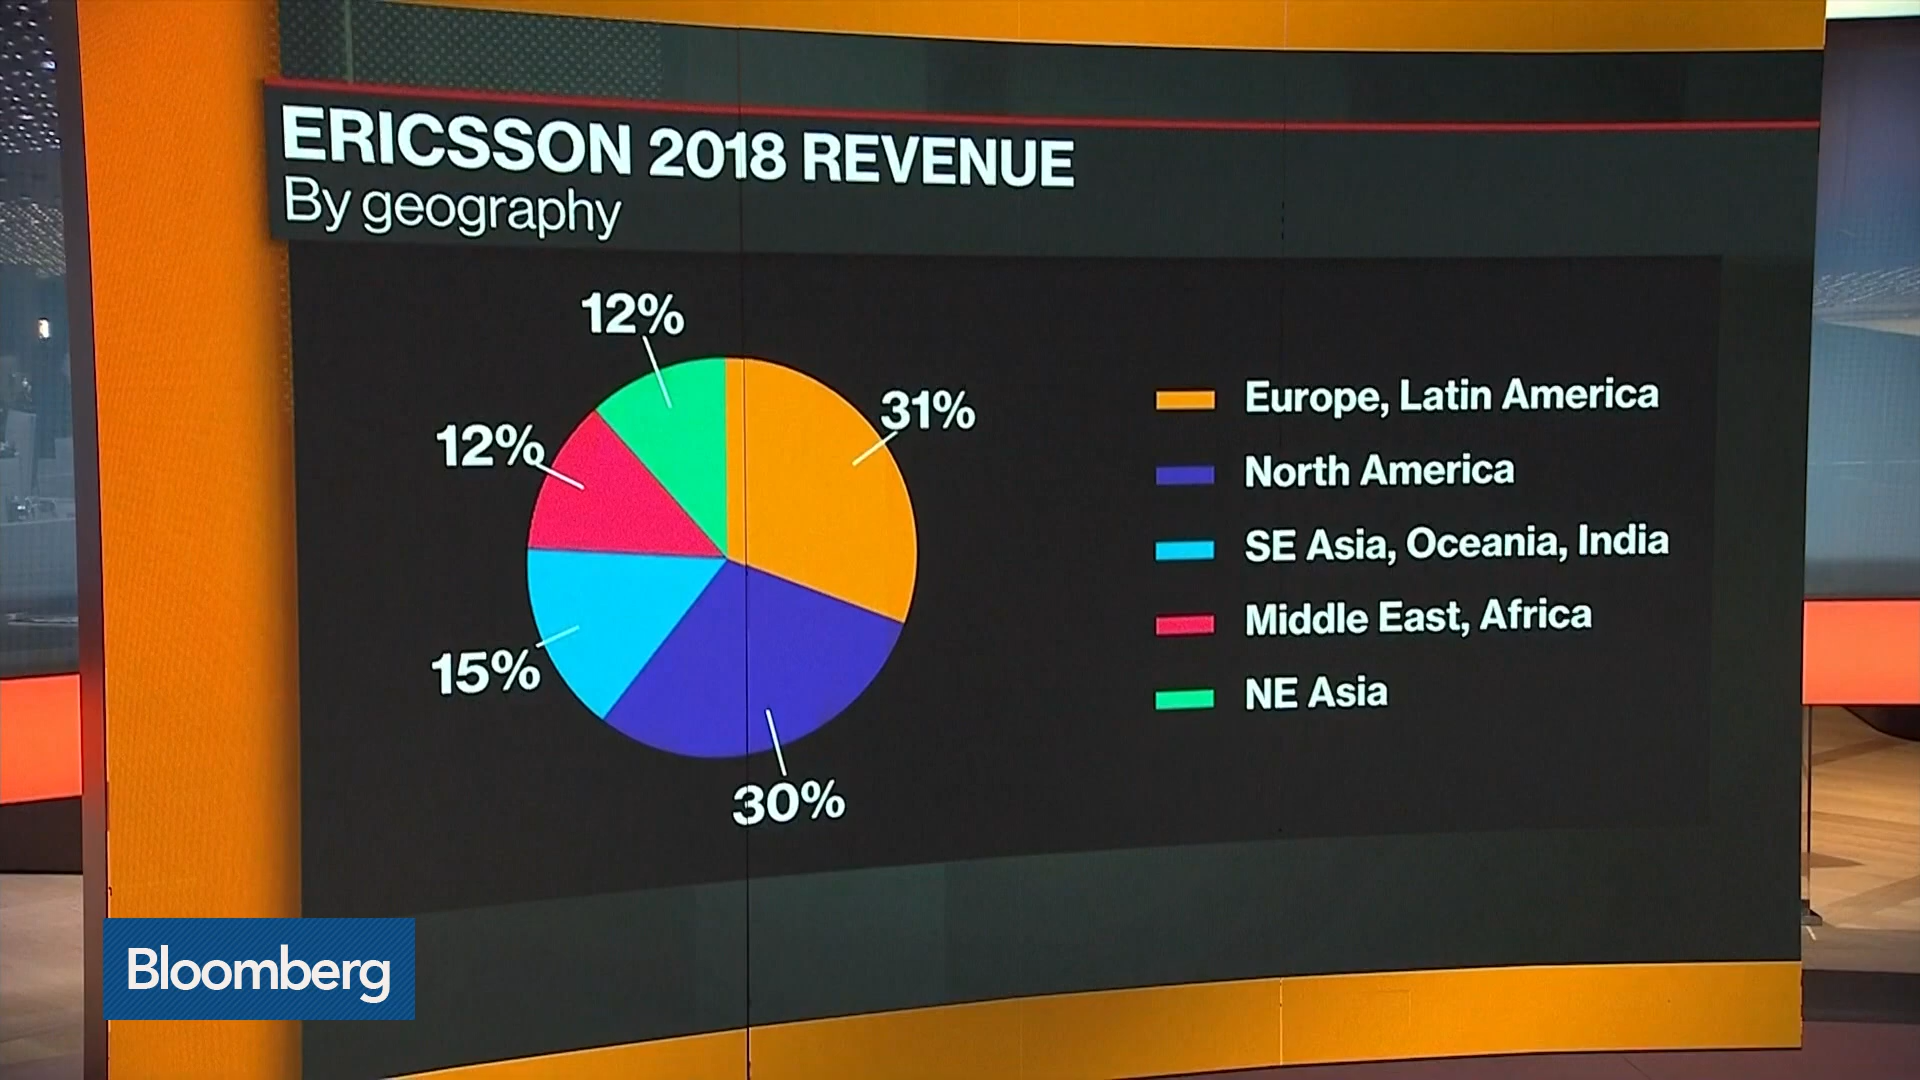 ERICSSON 2018 REVENUE
By geography
12%
31%
12%
15%
30%
Europe, Latin America
North America
SE Asia, Oceania, India
Middle East, Africa
NE Asia
Bloomberg